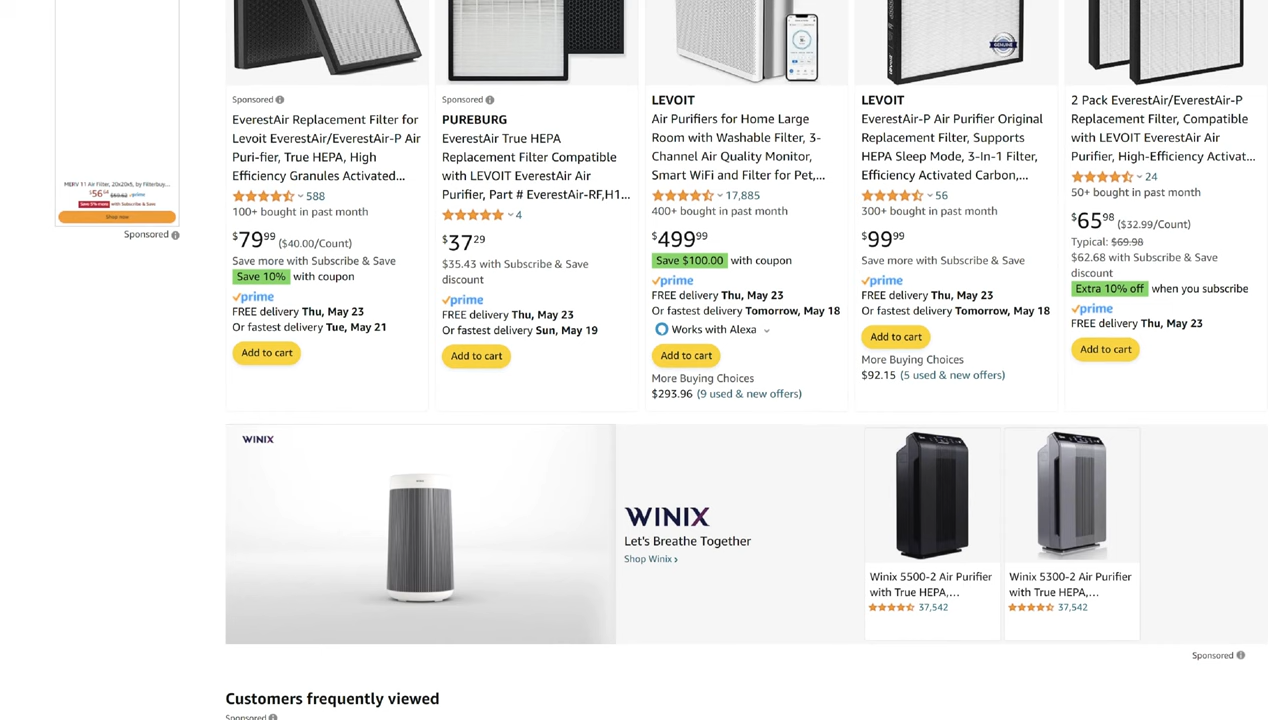 MERV 11 Air Filter, 20x20x5, by Filterbuy...
Shop now
Sponsored
GENUINE
Sponsored
EverestAir Replacement Filter for
Levoit EverestAir/EverestAir-P Air
Puri-fier, True HEPA, High
Efficiency Granules Activated...
588
100+ bought in past month
$79.99 ($40.00/Count)
Save more with Subscribe & Save
Save 10% with coupon
prime
FREE delivery Thu, May 23
Or fastest delivery Tue, May 21
Add to cart
Sponsored
PUREBURG
EverestAir True HEPA
Replacement Filter Compatible
with LEVOIT EverestAir Air
Purifier, Part # EverestAir-RF,H1...
4
$37.29
$35.43 with Subscribe & Save
discount
prime
FREE delivery Thu, May 23
Or fastest delivery Sun, May 19
Add to cart
LEVOIT
Air Purifiers for Home Large
Room with Washable Filter, 3-
Channel Air Quality Monitor,
Smart WiFi and Filter for Pet,...
17,885
400+ bought in past month
$499.99
Save $100.00 with coupon
prime
FREE delivery Thu, May 23
Or fastest delivery Tomorrow, May 18
Works with Alexa
Add to cart
More Buying Choices
$293.96 (9 used & new offers)
LEVOIT
EverestAir-P Air Purifier Original
Replacement Filter, Supports
HEPA Sleep Mode, 3-In-1 Filter,
Efficiency Activated Carbon,...
56
300+ bought in past month
$99.99
Save more with Subscribe & Save
prime
FREE delivery Thu, May 23
Or fastest delivery Tomorrow, May 18
Add to cart
More Buying Choices
$92.15 (5 used & new offers)
2 Pack EverestAir/EverestAir-P
Replacement Filter, Compatible
with LEVOIT EverestAir Air
Purifier, High-Efficiency Activat...
24
50+ bought in past month
$65.98 ($32.99/Count)
Typical: $69.98
$62.68 with Subscribe & Save
discount
Extra 10% off when you subscribe
prime
FREE delivery Thu, May 23
Add to cart
WINIX
WINIX
Let's Breathe Together
Shop Winix ›
Winix 5500-2 Air Purifier
with True HEPA,...
37,542
Winix 5300-2 Air Purifier
with True HEPA,...
37,542
Sponsored
Customers frequently viewed
Sponsored